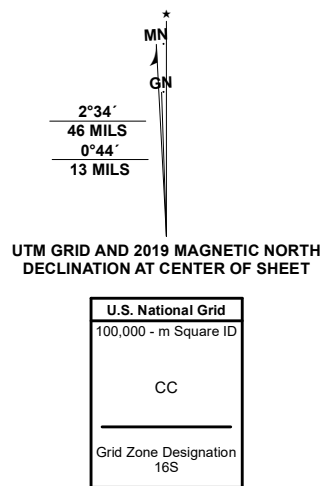 MN
GN
2°34´
46 MILS
0°44´
13 MILS
UTM GRID AND 2019 MAGNETIC NORTH
DECLINATION AT CENTER OF SHEET
U.S. National Grid
100,000 - m Square ID
CC
Grid Zone Designation
16S